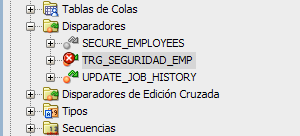 Tablas de Colas
Disparadores
SECURE_EMPLOYEES
TRG_SEGURIDAD_EMP
UPDATE_JOB_HISTORY
Disparadores de Edición Cruzada
Tipos
Secuencias